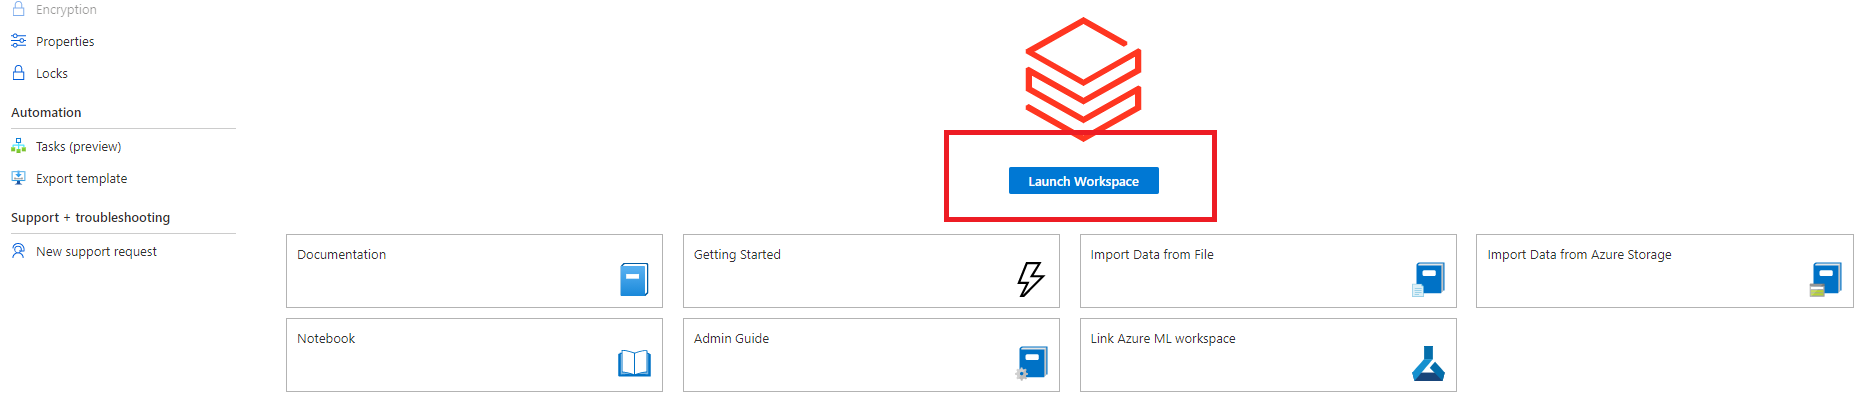 Encryption
Properties
Locks
Automation
Tasks (preview)
Export template
Support + troubleshooting
New support request
Launch Workspace
Documentation
Getting Started
Import Data from File
Import Data from Azure Storage
Notebook
Admin Guide
Link Azure ML workspace